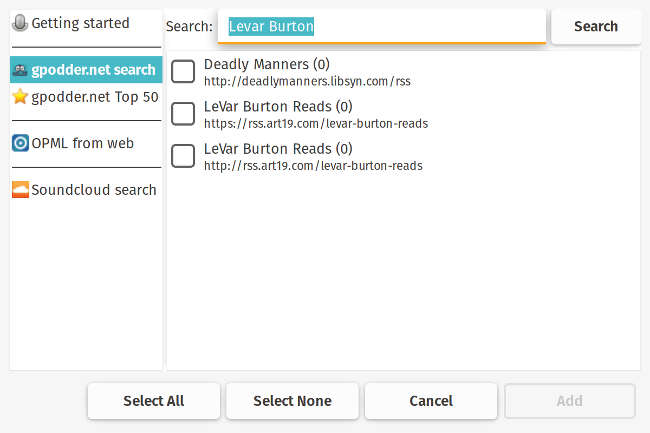 Getting started
gpodder.net search
gpodder.net Top 50
OPML from web
Soundcloud search
Search: Levar Burton Search
Deadly Manners (0)
http://deadlymanners.libsyn.com/rss
LeVar Burton Reads (0)
https://rss.art19.com/levar-burton-reads
LeVar Burton Reads (0)
http://rss.art19.com/levar-burton-reads
Select All Select None Cancel Add